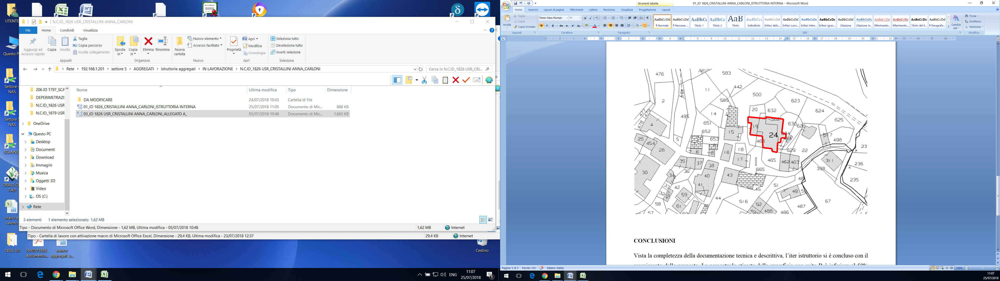 UTENTE
Questo P
Settore 4
NAS
Settore 5
NAS
SCANNE
GRASS GI
7.4.0
orario di
lavoro
QGIS 3.0
1530171598_
documento...
elenco
aggregati p...
Cestino
N.C.ID_1826 USR_CRISTALLINI ANNA_CARLONI
File Home Condividi Visualizza
Aggiungi ad
Accesso rapido
Copia
Incolla
Taglia
Copia percorso
Incolla collegamento
Appunti
Sposta
in
Copia
in
Elimina
Rinomina
Organizza
Nuova
cartella
Nuovo elemento
Accesso facilitato
Nuovo
Proprietà
Apri
Modifica
Cronologia
Apri
Seleziona tutto
Deseleziona tutto
Inverti selezione
Seleziona
Rete > 192.168.1.201 > settore 5 > AGGREGATI > istruttorie aggregati > IN LAVORAZIONE > N.C.ID_1826 USR_CRISTALLINI ANNA_CARLONI
Cerca in N.C.ID_1826 USR_CRI...
206 ID 1797_SCA
DEPERIMETRAZI
N.C.ID_1826 USR
N.C.ID_1879 USR
OneDrive
Questo PC
Desktop
Documenti
Download
Immagini
Musica
Oggetti 3D
Video
OS (C:)
Rete
Nome Ultima modifica Tipo Dimensione
DA MODIFICARE 24/07/2018 10:43 Cartella di file
01_ID 1826_CRISTALLINI ANNA_CARLONI_ISTRUTTORIA INTERNA 25/07/2018 11:05 Documento di Mic... 888 KB
03_ID 1826 USR_CRISTALLINI ANNA_CARLONI_ALLEGATO A_ 05/07/2018 10:48 Documento di Mic... 1.665 KB
3 elementi 1 elemento selezionato 1,62 MB
Tipo - Documento di Microsoft Office Word, Dimensione - 1,62 MB, Ultima modifica - 05/07/2018 10:48 1,62 MB Internet
Tipo - Cartella di lavoro con attivazione macro di Microsoft Office Excel, Dimensione - 29,4 KB, Ultima modifica - 23/07/2018 12:37 29,4 KB Internet
ENG
11:07
25/07/2018
1
Strumenti tabella
01_ID 1826_CRISTALLINI ANNA_CARLONI_ISTRUTTORIA INTERNA - Microsoft Word
Home Inserisci Layout di pagina Riferimenti Lettere Revisione Visualizza Progettazione Layout
Incolla
Taglia
Copia
Copia formato
Appunti
Times New Roman 11
Carattere
Paragrafo
¶ Normale ¶ Nessuna ... Titolo 1 Titolo 2 Titolo Sottotitolo Enfasi delic... Enfasi (cors... Enfasi inten... Enfasi (gras... Citazione Citazione in... Riferimento... Riferimento... Titolo del li... ¶ Paragrafo...
Cambia
stili
Stili
Trova
Sostituisci
Seleziona
Modifica
476 583
11 442
494 500
2 589 623
477 479 495 14 20 632 624
478 4 651 19 630 626 625
652 15 24
25 454 5 653 466 517 498
26 6 8 16 18 629 22 23
35 37 17 465 462 463 311
30 36 38 665 398 236
34 40 43 48 235
33 42 41 45 51
32 497 59 49
58 61 44 516 52 487 67
57 60 488 486
CONCLUSIONI
Vista la completezza della documentazione tecnica e descrittiva, l'iter istruttorio si è concluso con il
Pagina: 3 di 3 Parole: 333 Italiano (Italia) 140%
11:07
25/07/2018